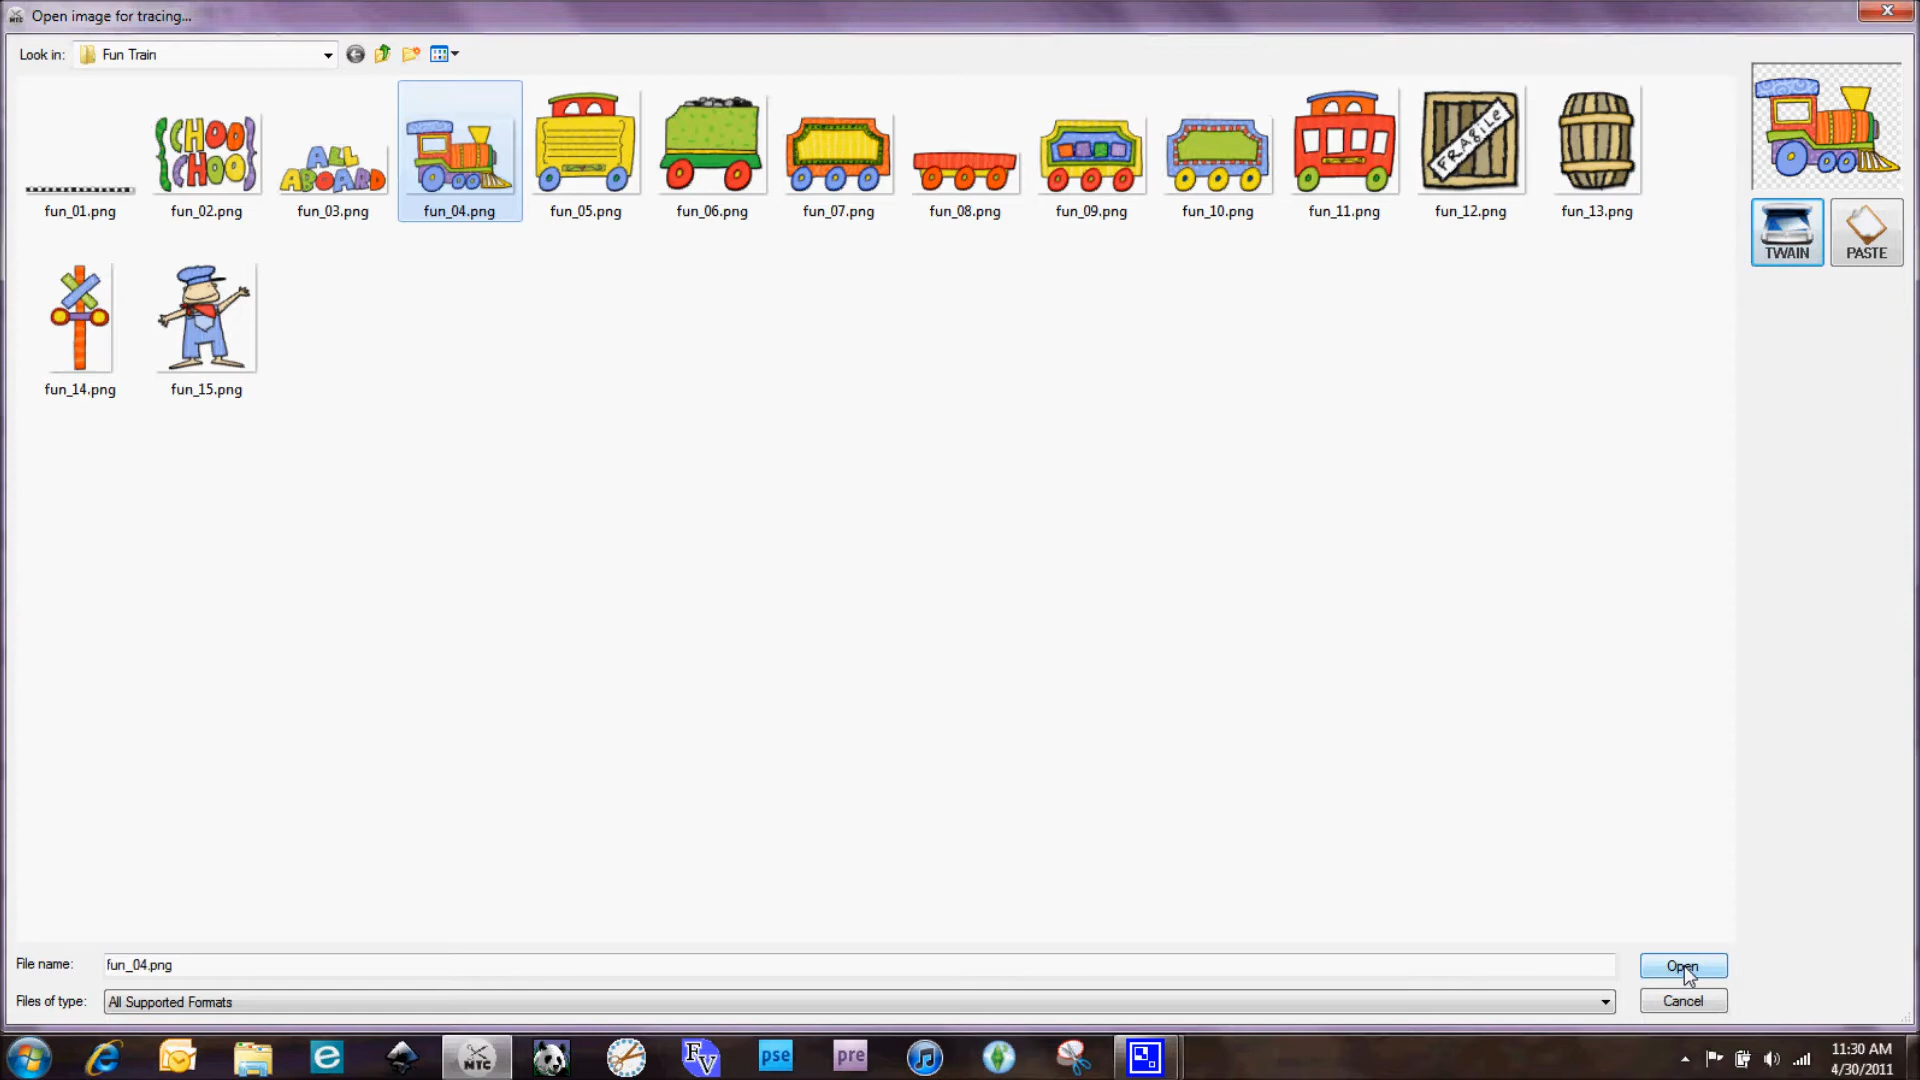 Open image for tracing...
Look in: Fun Train
CHOO
CHOO
ALL
ABOARD
FRAGILE
fun_01.png fun_02.png fun_03.png fun_04.png fun_05.png fun_06.png fun_07.png fun_08.png fun_09.png fun_10.png fun_11.png fun_12.png fun_13.png
TWAIN PASTE
fun_14.png fun_15.png
File name: fun_04.png Open
Files of type: All Supported Formats Cancel
NTC FV pse pre
11:30 AM
4/30/2011